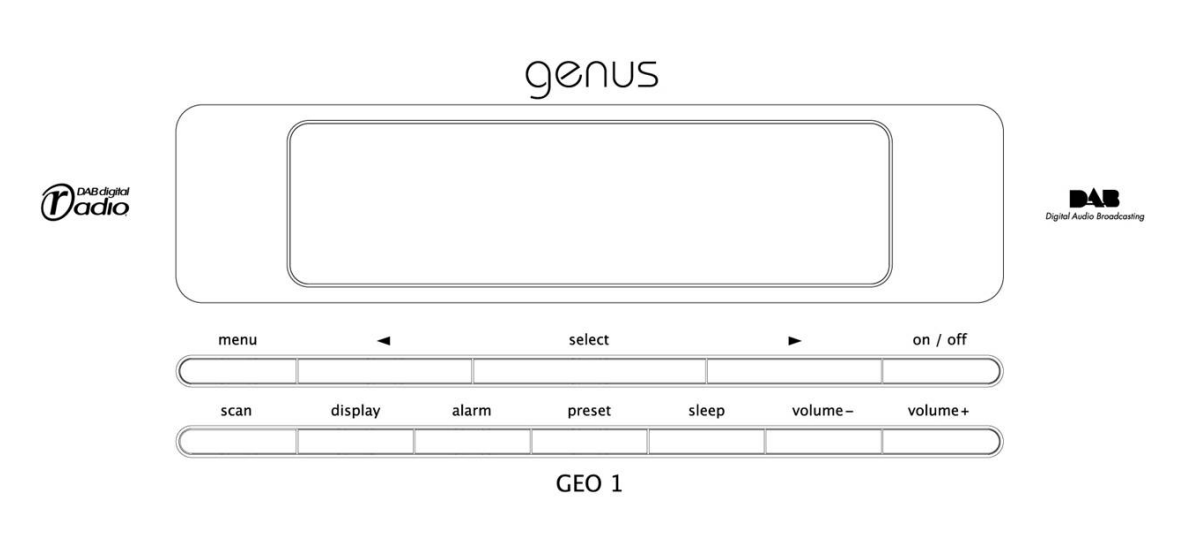 genus
DAB digital
radio
DAB
Digital Audio Broadcasting
menu ◄ select ► on / off
scan display alarm preset sleep volume– volume+
GEO 1